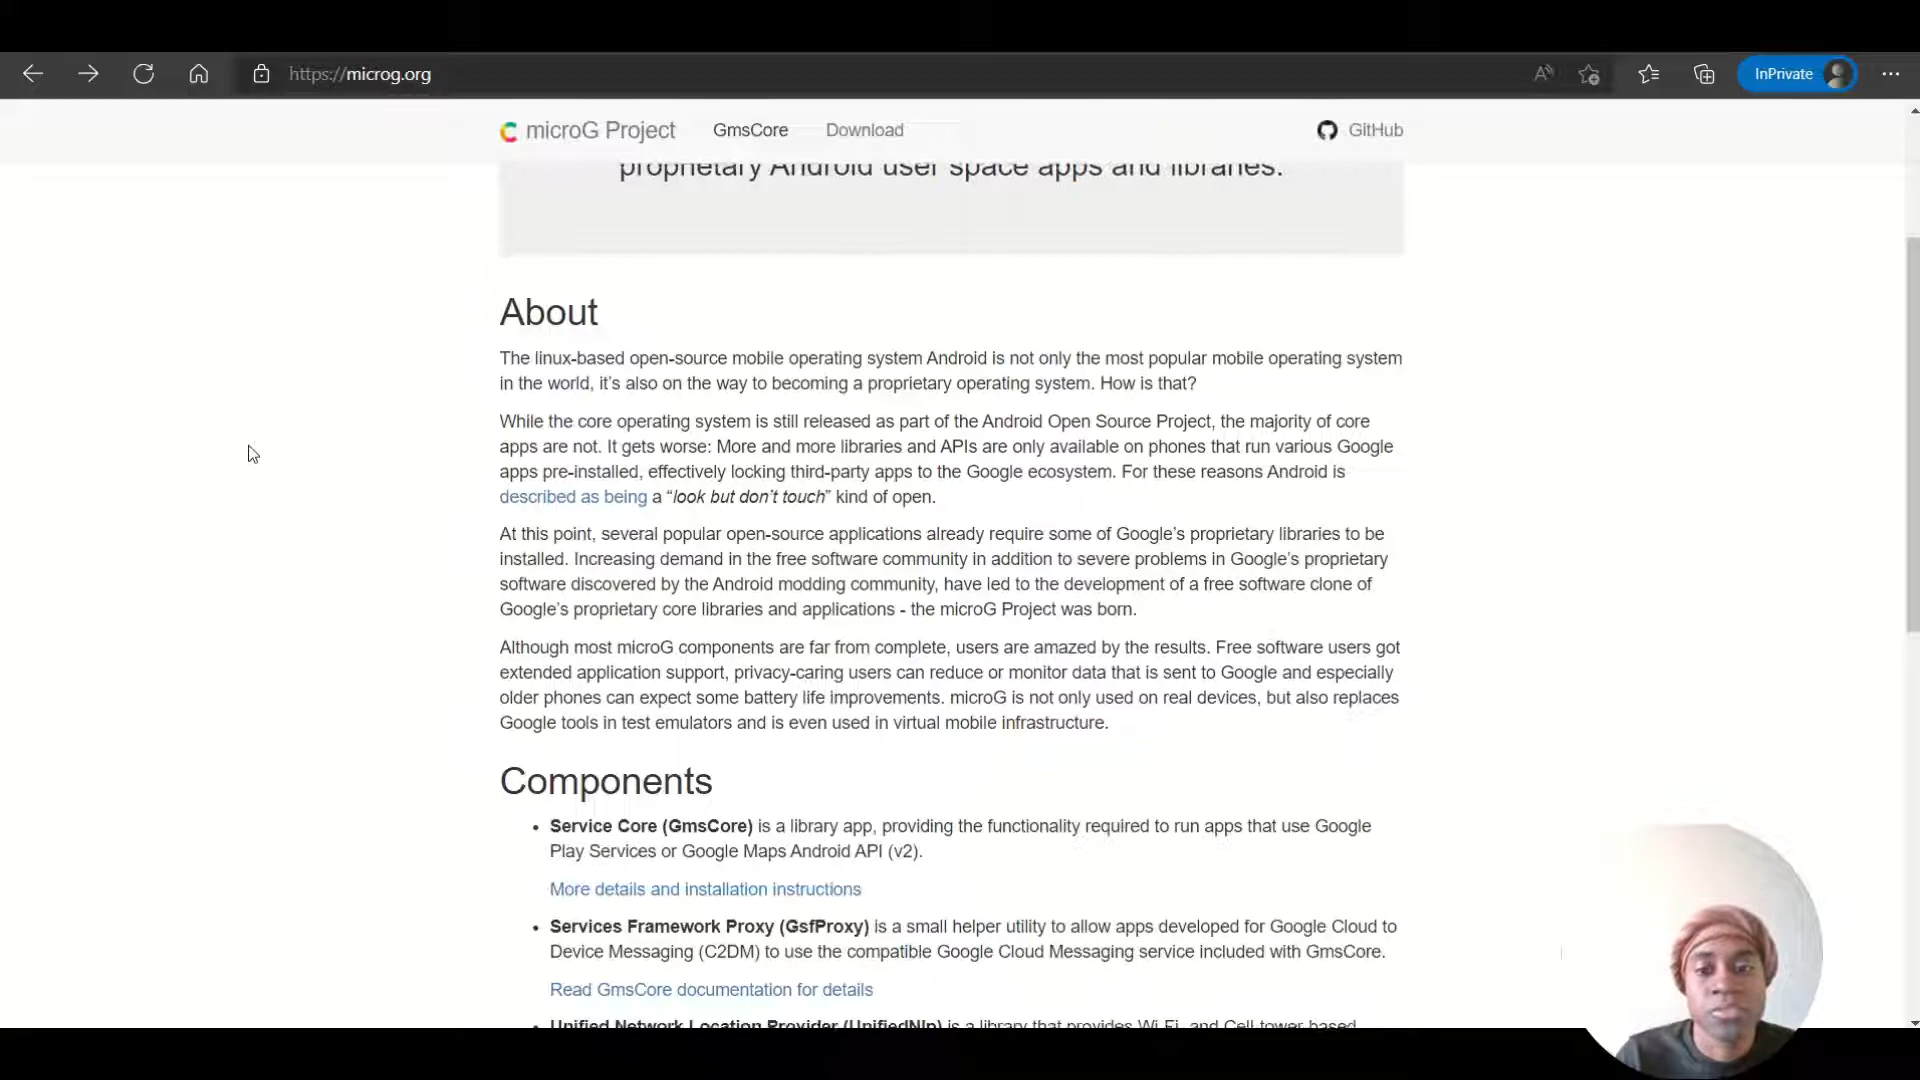 https://microg.org
InPrivate
microG Project GmsCore Download GitHub
proprietary Android user space apps and libraries.
About
The linux-based open-source mobile operating system Android is not only the most popular mobile operating system
in the world, it’s also on the way to becoming a proprietary operating system. How is that?
While the core operating system is still released as part of the Android Open Source Project, the majority of core
apps are not. It gets worse: More and more libraries and APIs are only available on phones that run various Google
apps pre-installed, effectively locking third-party apps to the Google ecosystem. For these reasons Android is
described as being a “look but don’t touch” kind of open.
At this point, several popular open-source applications already require some of Google’s proprietary libraries to be
installed. Increasing demand in the free software community in addition to severe problems in Google’s proprietary
software discovered by the Android modding community, have led to the development of a free software clone of
Google’s proprietary core libraries and applications - the microG Project was born.
Although most microG components are far from complete, users are amazed by the results. Free software users got
extended application support, privacy-caring users can reduce or monitor data that is sent to Google and especially
older phones can expect some battery life improvements. microG is not only used on real devices, but also replaces
Google tools in test emulators and is even used in virtual mobile infrastructure.
Components
• Service Core (GmsCore) is a library app, providing the functionality required to run apps that use Google
Play Services or Google Maps Android API (v2).
More details and installation instructions
• Services Framework Proxy (GsfProxy) is a small helper utility to allow apps developed for Google Cloud to
Device Messaging (C2DM) to use the compatible Google Cloud Messaging service included with GmsCore.
Read GmsCore documentation for details
• Unified Network Location Provider (UnifiedNlp) is a library that provides Wi-Fi- and Cell-tower-based